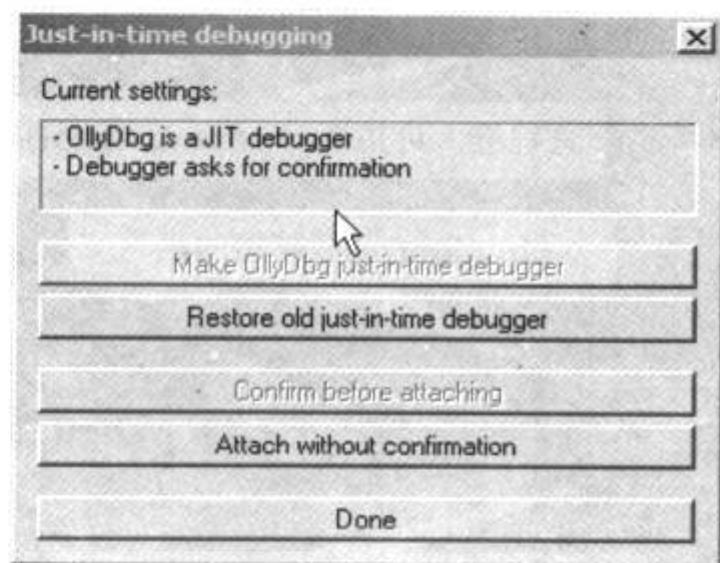 Just-in-time debugging
Current settings:
- OllyDbg is a JIT debugger
- Debugger asks for confirmation
Make OllyDbg just-in-time debugger
Restore old just-in-time debugger
Confirm before attaching
Attach without confirmation
Done